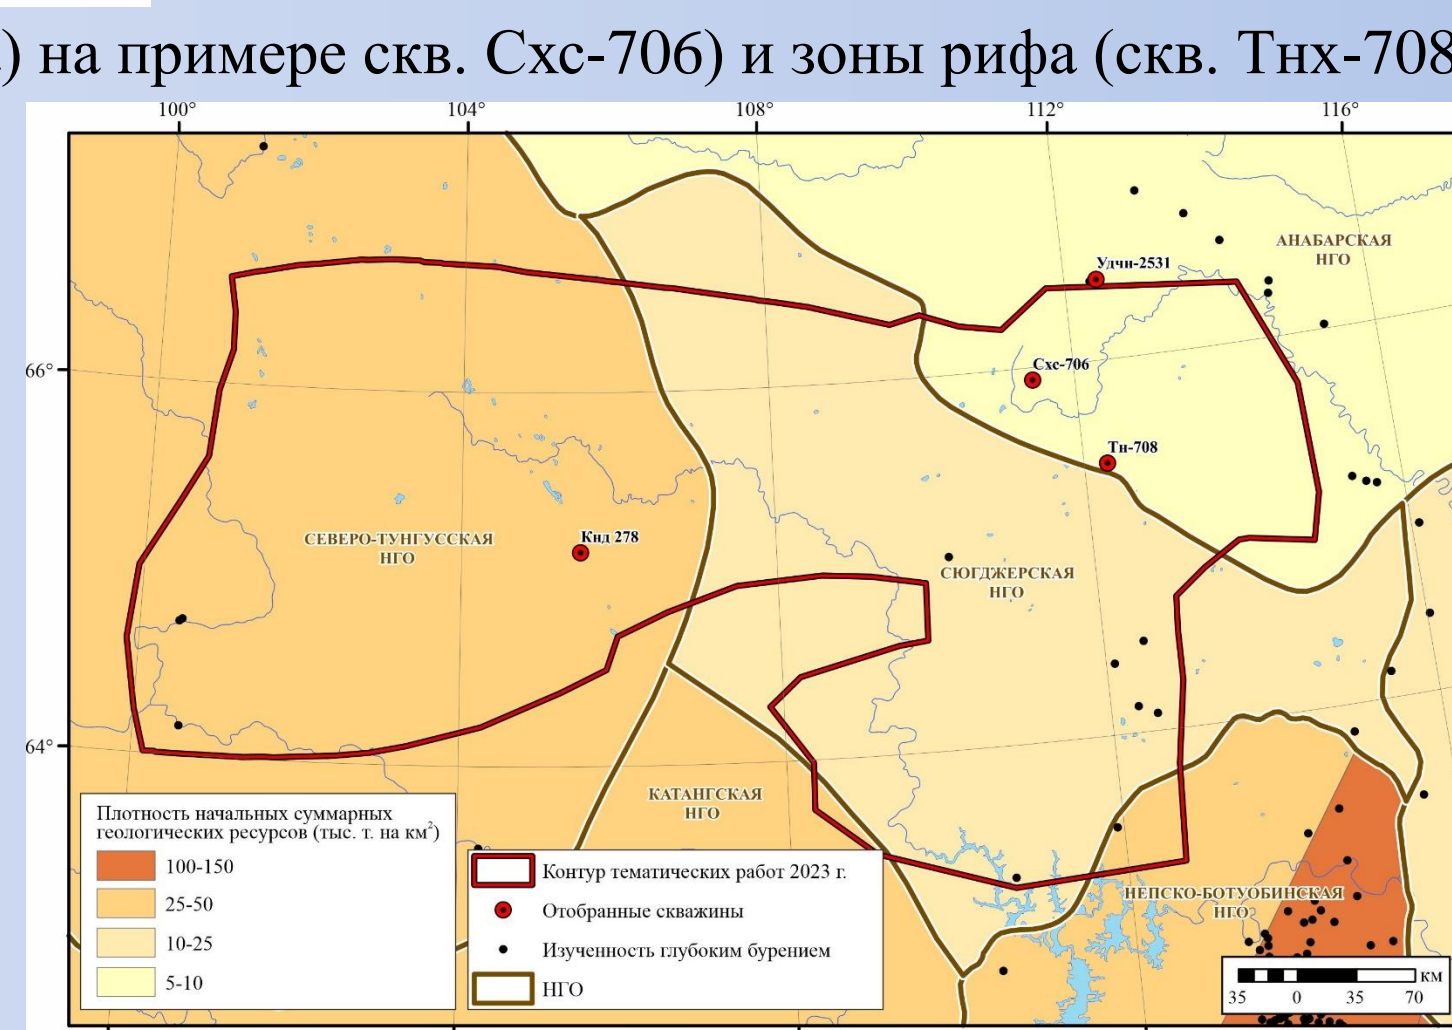 ) на примере скв. Схс-706) и зоны рифа (скв. Тнх-708
100° 104° 108° 112° 116°
АНАБАРСКАЯ
НГО
Удчн-2531
66°
Схс-706
Тн-708
СЕВЕРО-ТУНГУССКАЯ
НГО
Кнд 278
СЮГДЖЕРСКАЯ
НГО
64°
КАТАНГСКАЯ
НГО
Плотность начальных суммарных
геологических ресурсов (тыс. т. на км²)
100-150
25-50
10-25
5-10
Контур тематических работ 2023 г.
Отобранные скважины
Изученность глубоким бурением
НГО
НЕПСКО-БОТУОБИНСКАЯ
НГО
км
35 0 35 70